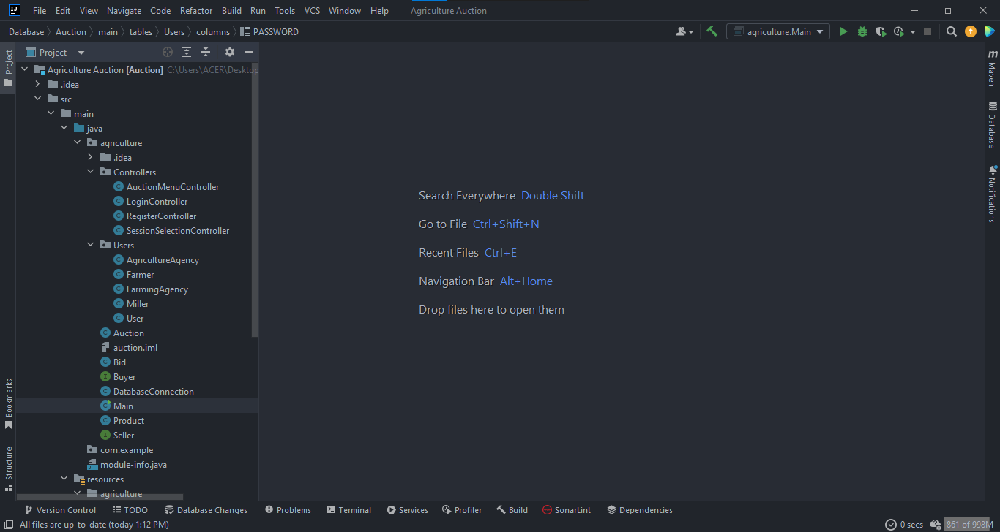 IJ File Edit View Navigate Code Refactor Build Run Tools VCS Window Help Agriculture Auction
Database Auction main tables Users columns PASSWORD agriculture.Main
Project
Project
Agriculture Auction [Auction] C:\Users\ACER\Desktop
.idea
src
main
java
agriculture
.idea
Controllers
AuctionMenuController
LoginController
RegisterController
SessionSelectionController
Users
AgricultureAgency
Farmer
FarmingAgency
Miller
User
Auction
auction.iml
Bid
Buyer
DatabaseConnection
Main
Product
Seller
com.example
module-info.java
resources
agriculture
Bookmarks
Structure
Search Everywhere Double Shift
Go to File Ctrl+Shift+N
Recent Files Ctrl+E
Navigation Bar Alt+Home
Drop files here to open them
m
Maven
Database
Notifications
Version Control TODO Database Changes Problems Terminal Services Profiler Build SonarLint Dependencies
All files are up-to-date (today 1:12 PM) 0 secs 861 of 998M